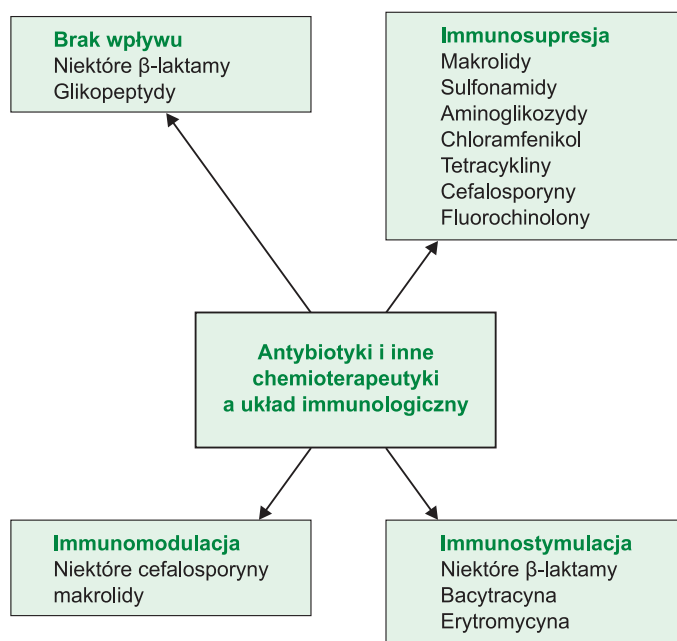 Brak wpływu
Niektóre β-laktamy
Glikopeptydy
Immunosupresja
Makrolidy
Sulfonamidy
Aminoglikozydy
Chloramfenikol
Tetracykliny
Cefalosporyny
Fluorochinolony
Antybiotyki i inne
chemioterapeutyki
a układ immunologiczny
Immunomodulacja
Niektóre cefalosporyny
makrolidy
Immunostymulacja
Niektóre β-laktamy
Bacytracyna
Erytromycyna